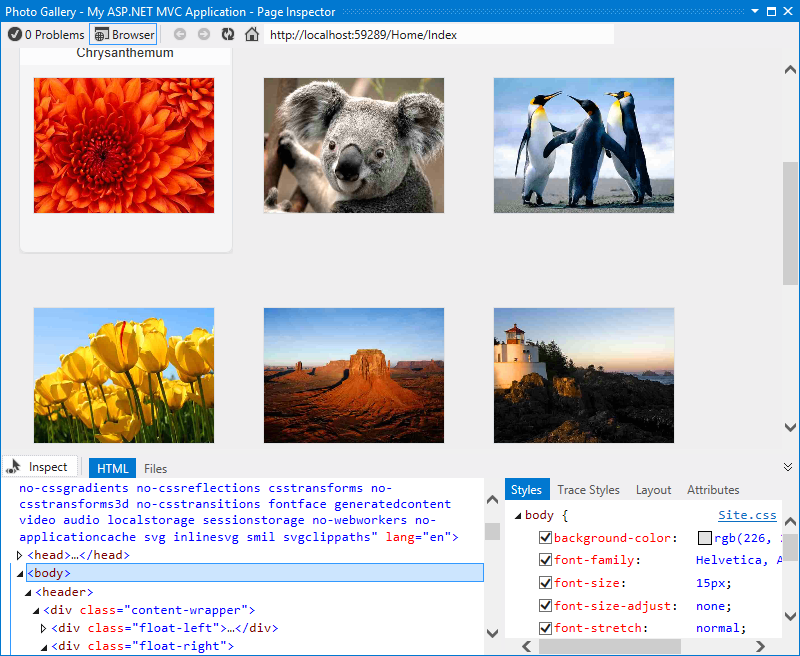 Photo Gallery - My ASP.NET MVC Application - Page Inspector
0 Problems Browser http://localhost:59289/Home/Index
Chrysanthemum
Inspect HTML Files
no-cssgradients no-cssreflections csstransforms no-
csstransforms3d no-csstransitions fontface generatedcontent
video audio localstorage sessionstorage no-webworkers no-
applicationcache svg inlinesvg smil svgclippaths" lang="en">
<head>…</head>
<body>
<header>
<div class="content-wrapper">
<div class="float-left">…</div>
<div class="float-right">
Styles Trace Styles Layout Attributes
body { Site.css
background-color: rgb(226,
font-family: Helvetica, A
font-size: 15px;
font-size-adjust: none;
font-stretch: normal;